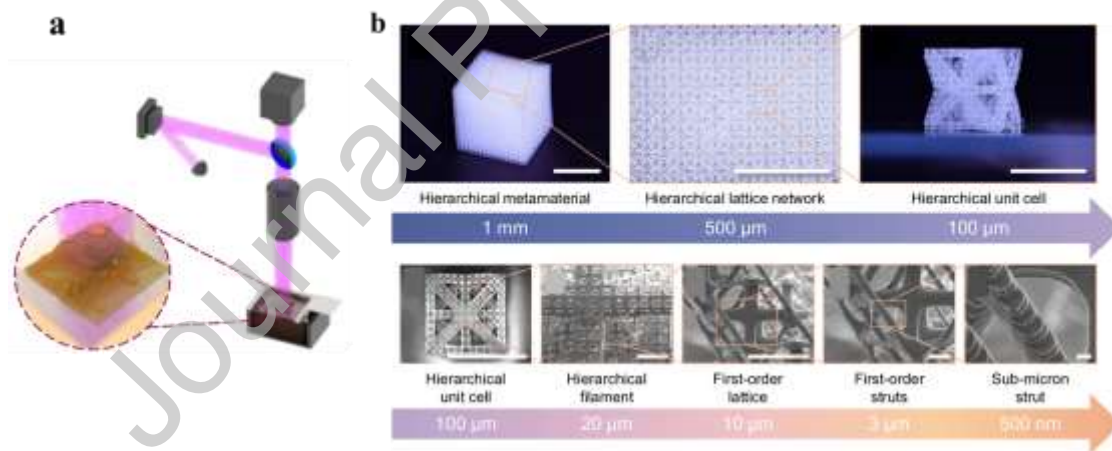 a
b
Journal Pr
Hierarchical metamaterial
Hierarchical lattice network
Hierarchical unit cell
1 mm
500 μm
100 μm
Hierarchical
unit cell
Hierarchical
filament
First-order
lattice
First-order
struts
Sub-micron
strut
100 μm
20 μm
10 μm
3 μm
500 nm